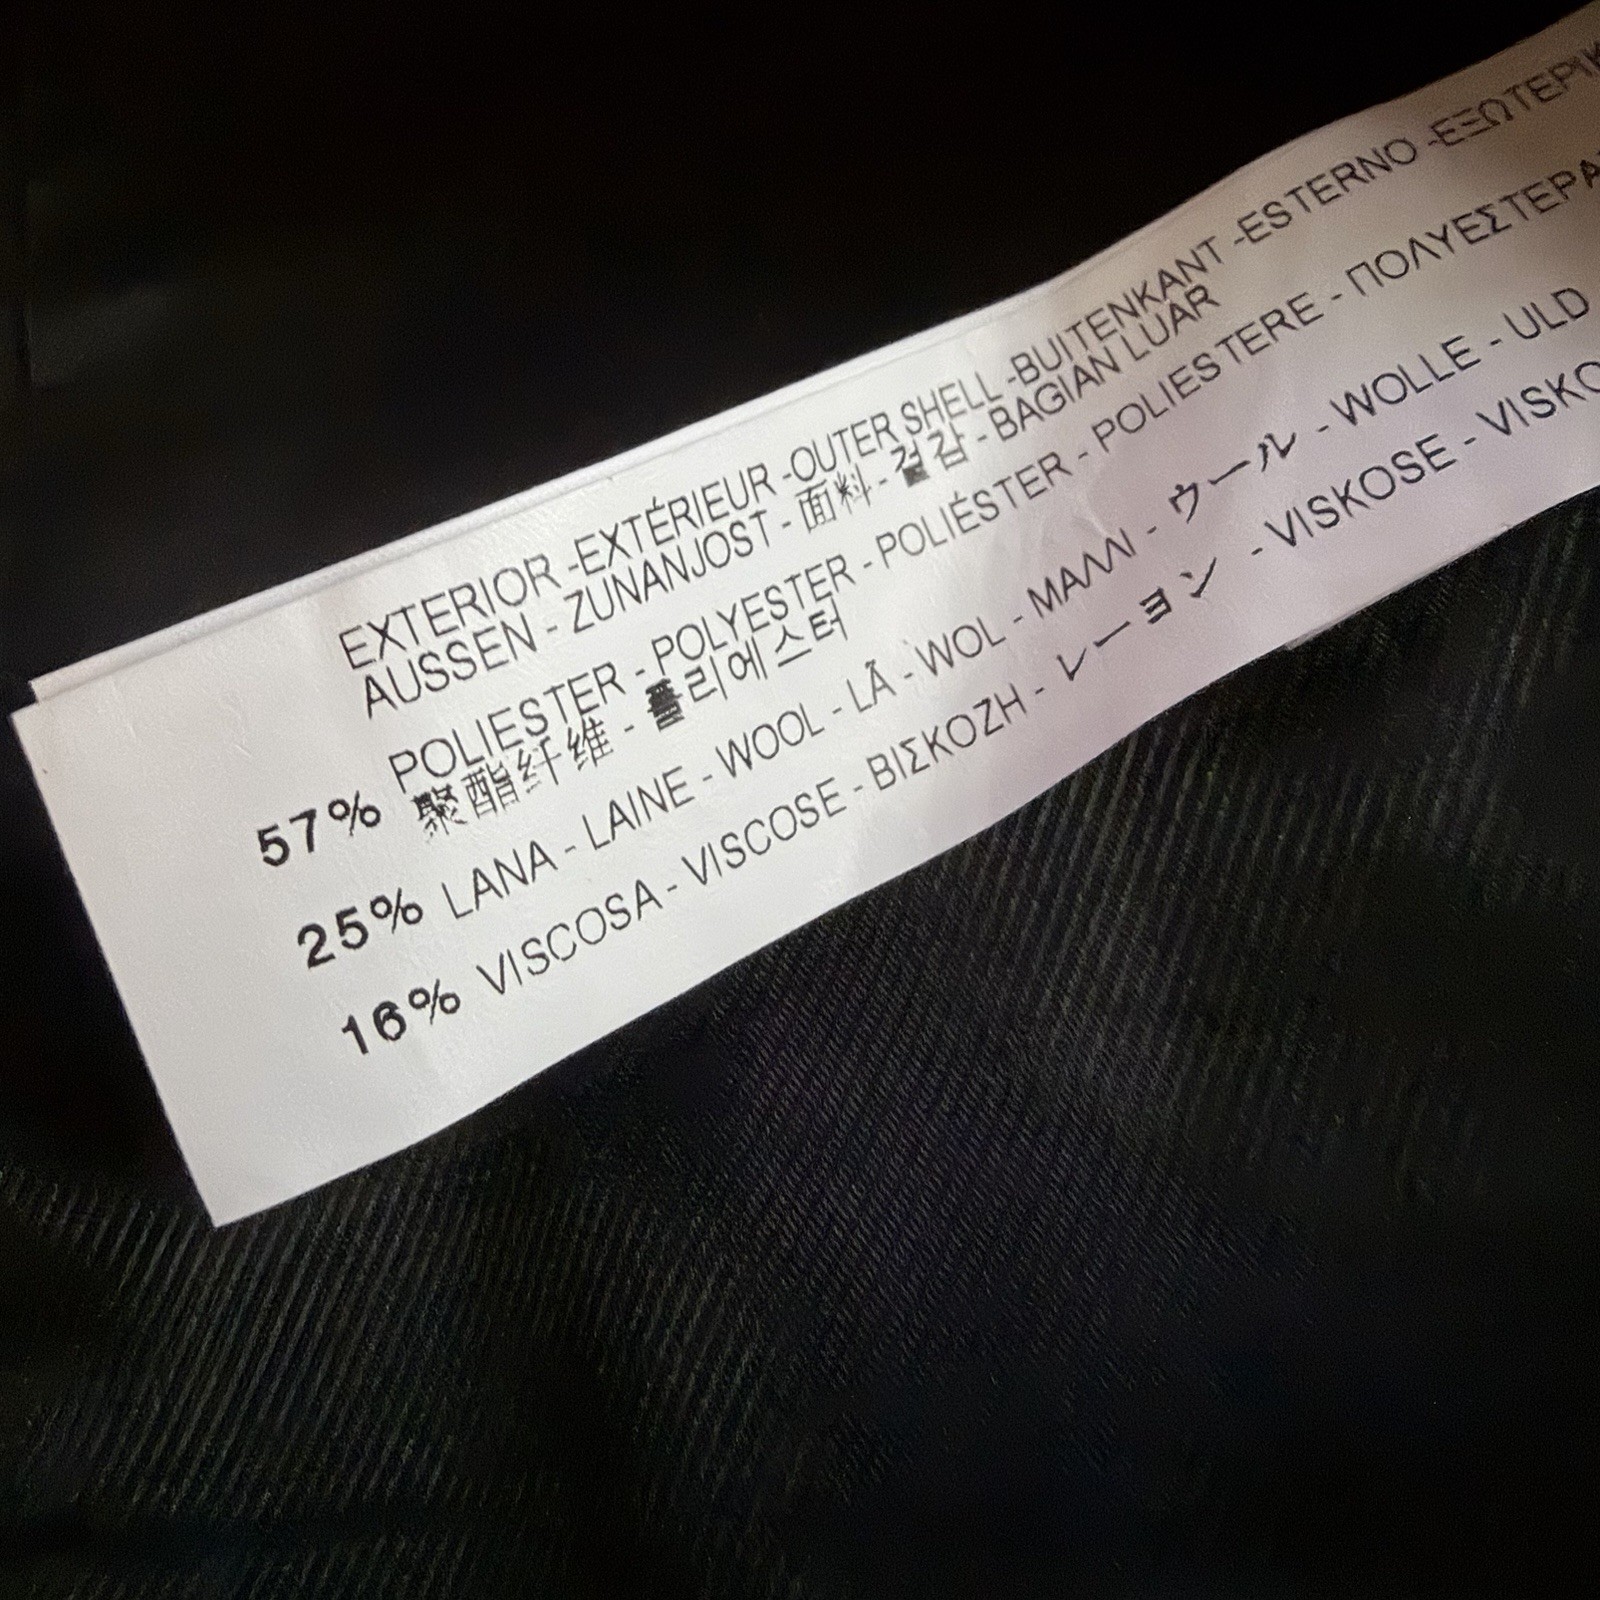 EXTERIOR -EXTÉRIEUR -OUTER SHELL -BUITENKANT -ESTERNO -ΕΞΩΤΕΡΙΚ
AUSSEN - ZUNANJOST - 面料 - 겉감 - BAGIAN LUAR
57% POLIESTER - POLYESTER - POLIÉSTER - POLIESTERE - ΠΟΛΥΕΣΤΕΡΑ
聚酯纤维 - 폴리에스터
25% LANA - LAINE - WOOL - LÃ - WOL - ΜΑΛΛΙ - ウール - WOLLE - ULD
16% VISCOSA - VISCOSE - ΒΙΣΚΟΖΗ - レーヨン - VISKOSE - VISKO